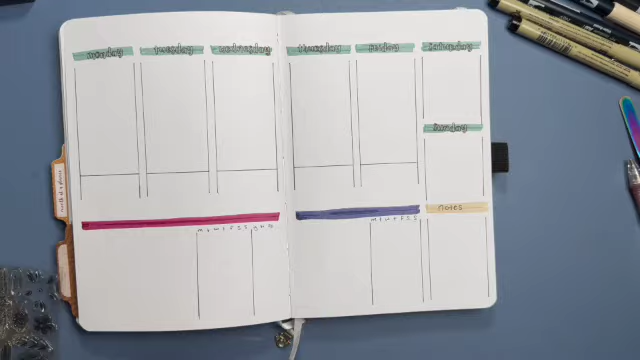 monday
tuesday
wednesday
thursday
friday
saturday
sunday
notes
M T W T F S S
M T W T F S S